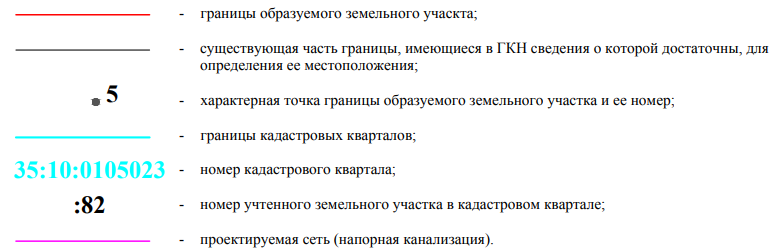 - границы образуемого земельного учаскта;
- существующая часть границы, имеющиеся в ГКН сведения о которой достаточны, для
определения ее местоположения;
5 - характерная точка границы образуемого земельного участка и ее номер;
- границы кадастровых кварталов;
35:10:0105023 - номер кадастрового квартала;
:82 - номер учтенного земельного участка в кадастровом квартале;
- проектируемая сеть (напорная канализация).